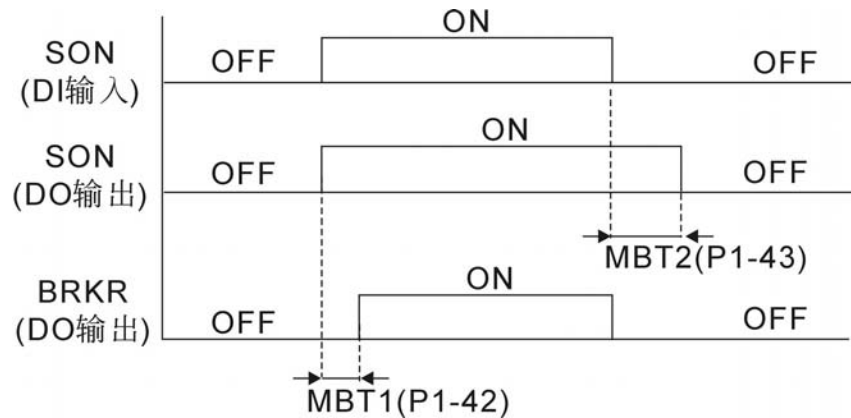 ON
SON
(DI输入)
OFF
OFF
ON
SON
(DO输出)
OFF
OFF
MBT2(P1-43)
ON
BRKR
(DO输出)
OFF
OFF
MBT1(P1-42)